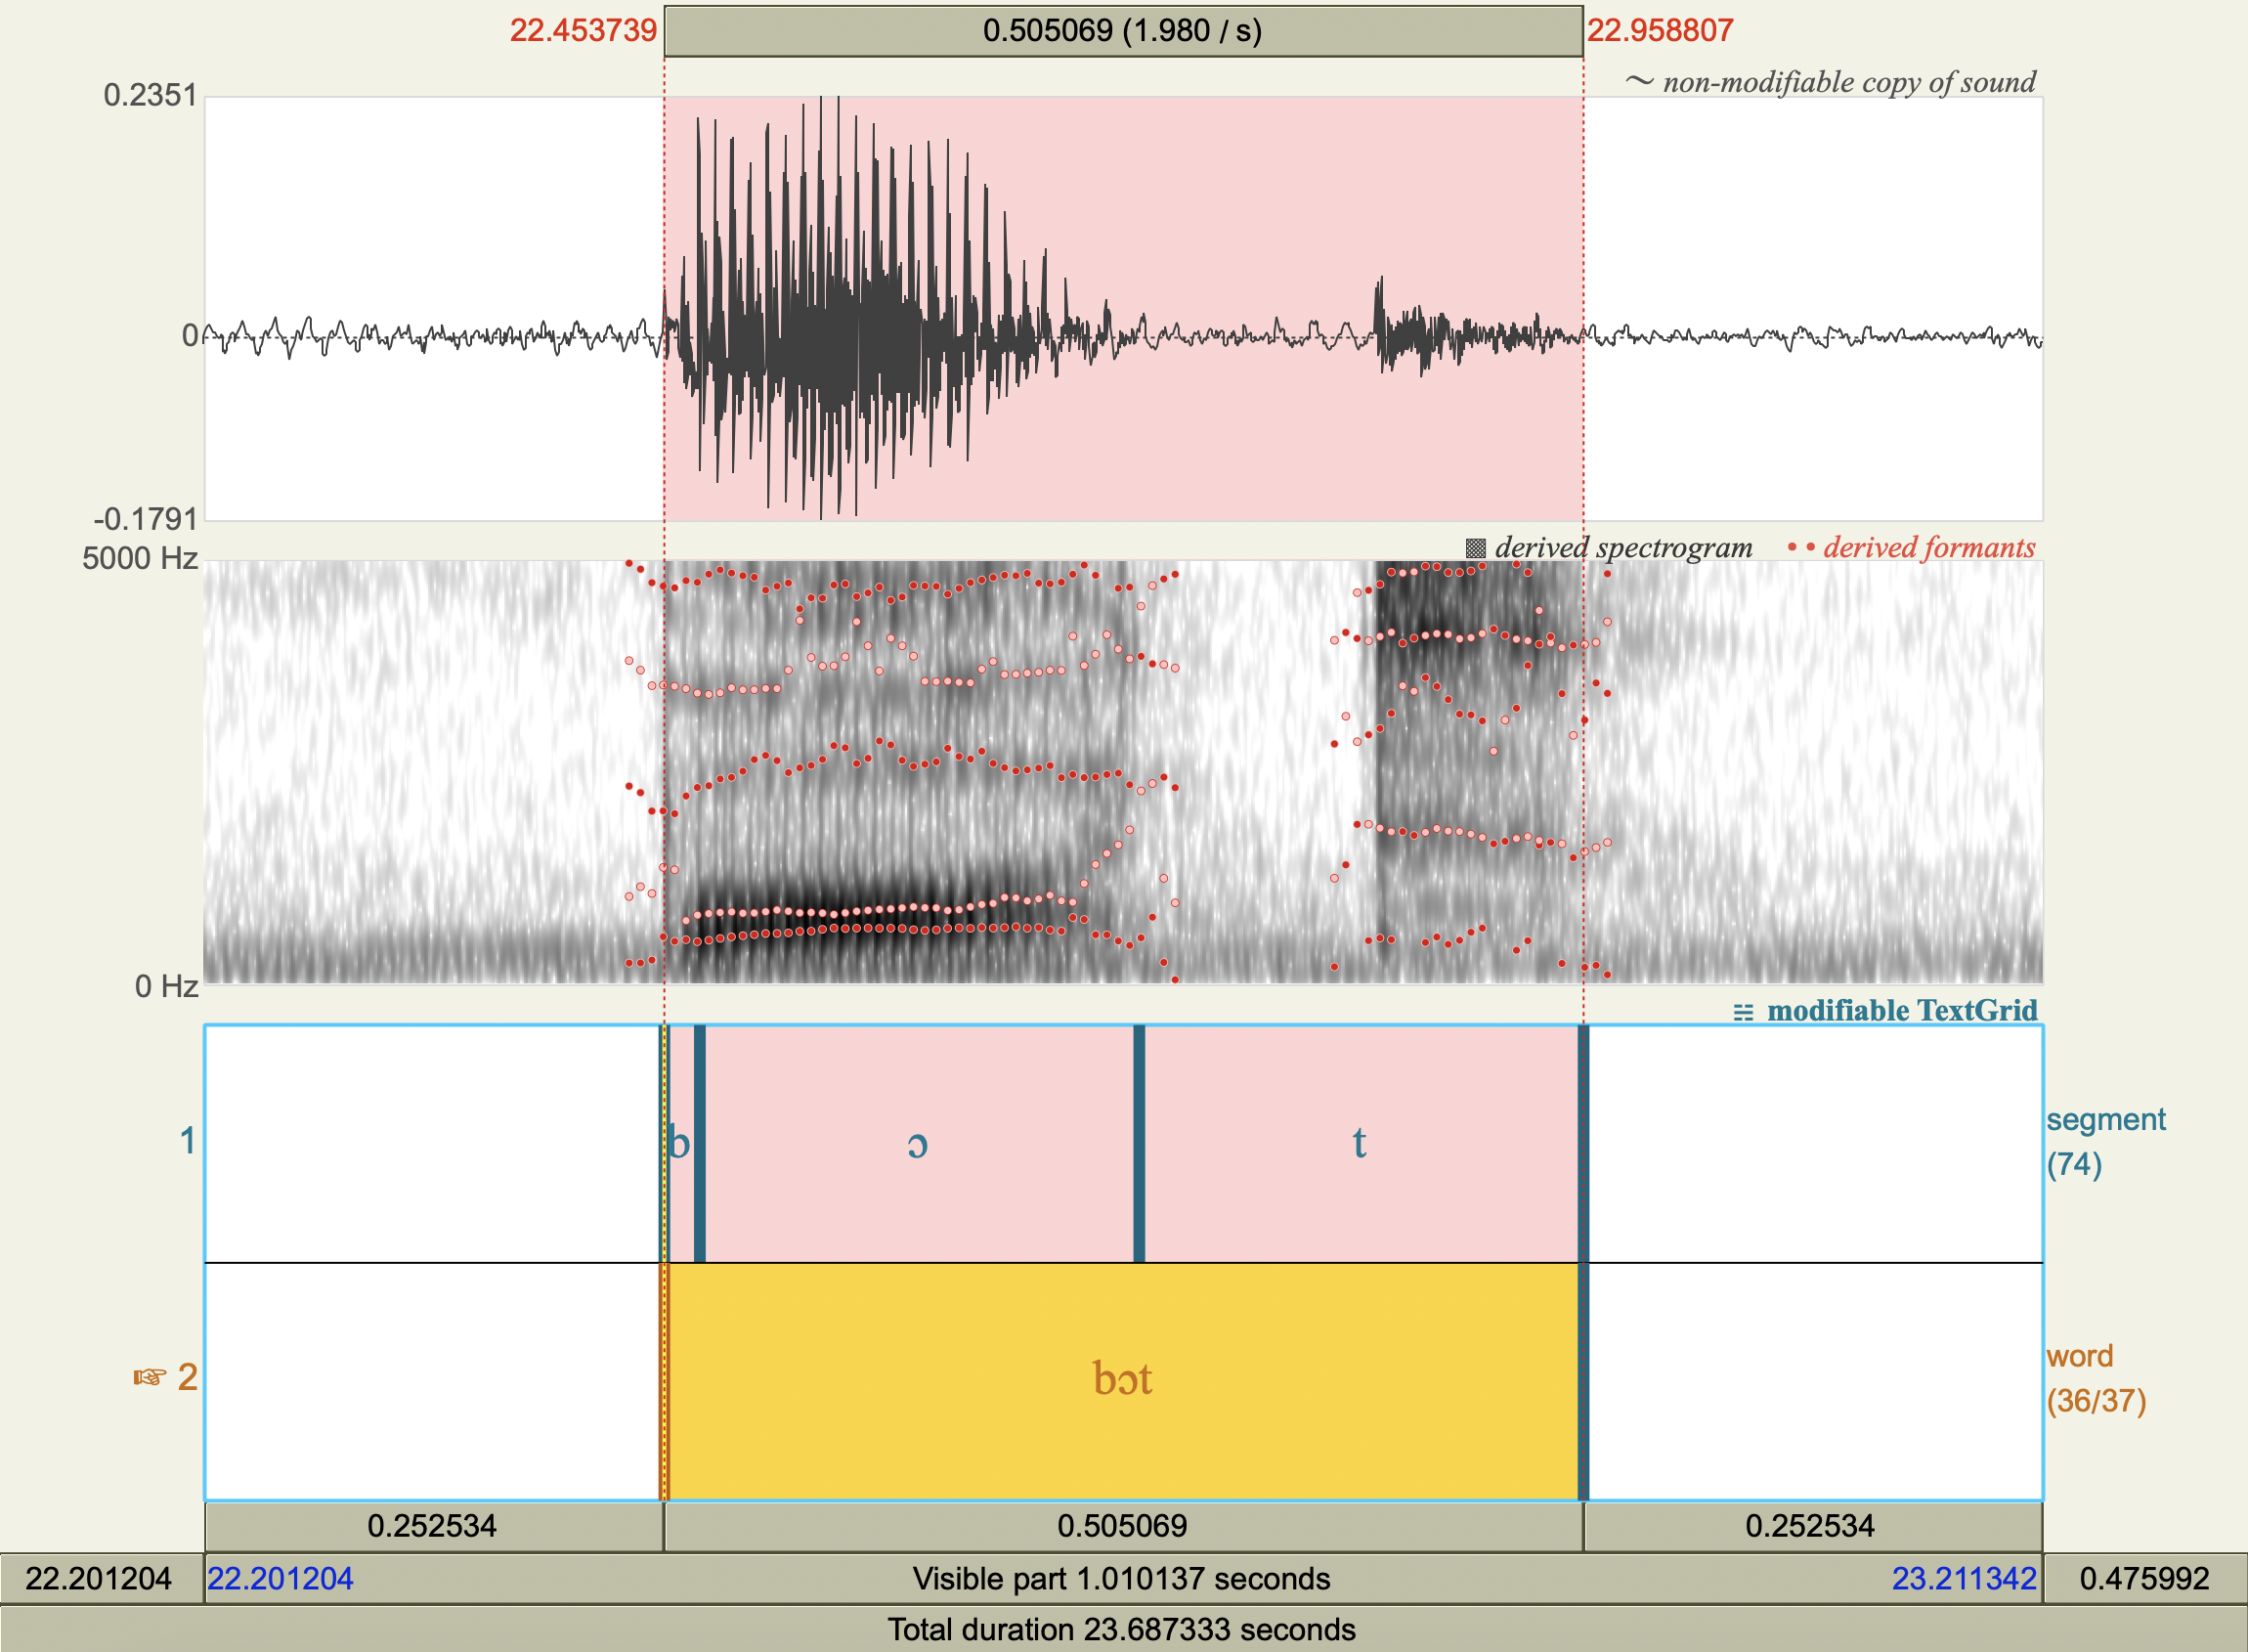 22.453739 0.505069 (1.980 / s) 22.958807
~ non-modifiable copy of sound
0.2351
0
-0.1791
derived spectrogram derived formants
5000 Hz
0 Hz
modifiable TextGrid
1 b ɔ t segment
(74)
☞ 2 bɔt word
(36/37)
0.252534 0.505069 0.252534
22.201204 22.201204 Visible part 1.010137 seconds 23.211342 0.475992
Total duration 23.687333 seconds